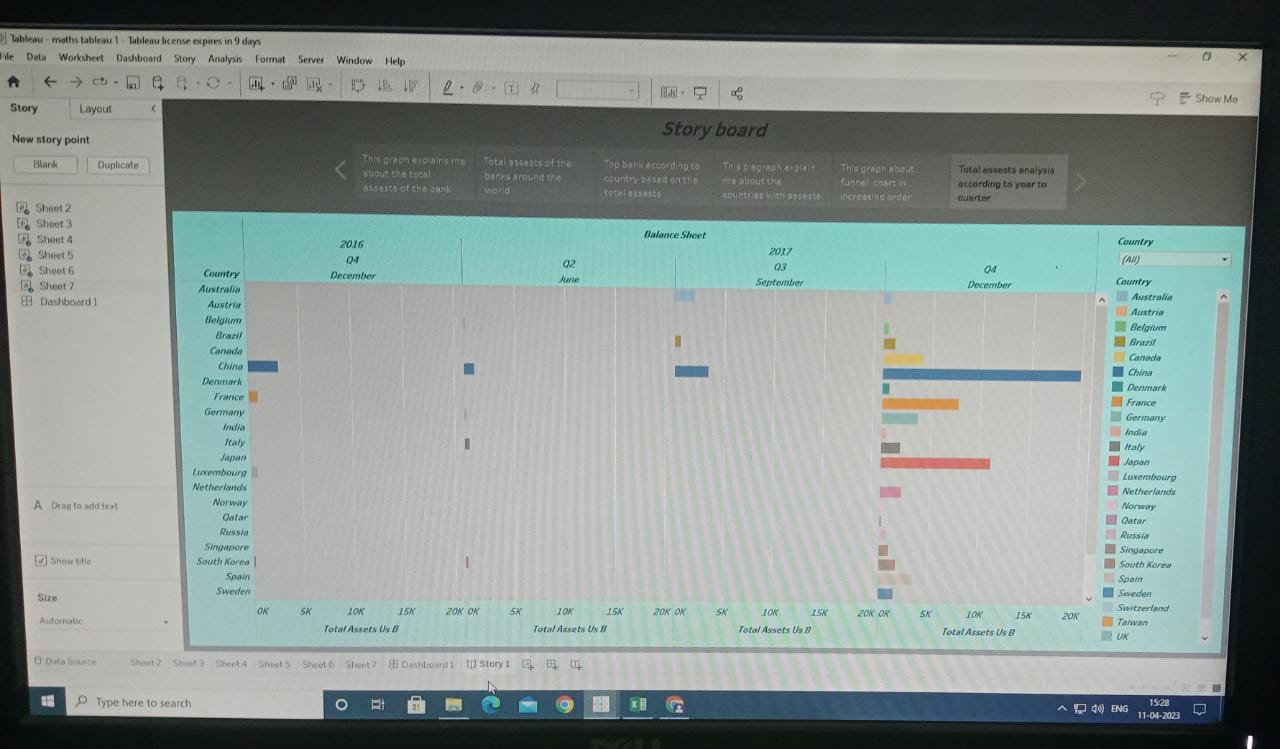 Tableau - maths tableau 1 - Tableau license expires in 9 days
File Data Worksheet Dashboard Story Analysis Format Server Window Help
Show Me
Story Layout
New story point
Blank Duplicate
Sheet 2
Sheet 3
Sheet 4
Sheet 5
Sheet 6
Sheet 7
Dashboard 1
A Drag to add text
Show title
Size
Automatic
Story board
This graph explains me
about the total
assests of the bank
Total assests of the
banks around the
world
Top bank according to
country based on the
total assests
This piegraph explain
me about the
countries with assests
This graph about
funnel chart in
increasing order
Total assests analysis
according to year to
quarter
Balance Sheet
2016 2017
Q4 Q2 Q3 Q4
Country December June September December
Australia
Austria
Belgium
Brazil
Canada
China
Denmark
France
Germany
India
Italy
Japan
Luxembourg
Netherlands
Norway
Qatar
Russia
Singapore
South Korea
Spain
Sweden
0K 5K 10K 15K 20K 0K 5K 10K 15K 20K 0K 5K 10K 15K 20K 0K 5K 10K 15K 20K
Total Assets Us B Total Assets Us B Total Assets Us B Total Assets Us B
Country
(All)
Country
Australia
Austria
Belgium
Brazil
Canada
China
Denmark
France
Germany
India
Italy
Japan
Luxembourg
Netherlands
Norway
Qatar
Russia
Singapore
South Korea
Spain
Sweden
Switzerland
Taiwan
UK
Data Source Sheet 2 Sheet 3 Sheet 4 Sheet 5 Sheet 6 Sheet 7 Dashboard 1 Story 1
Type here to search
ENG
15:28
11-04-2023